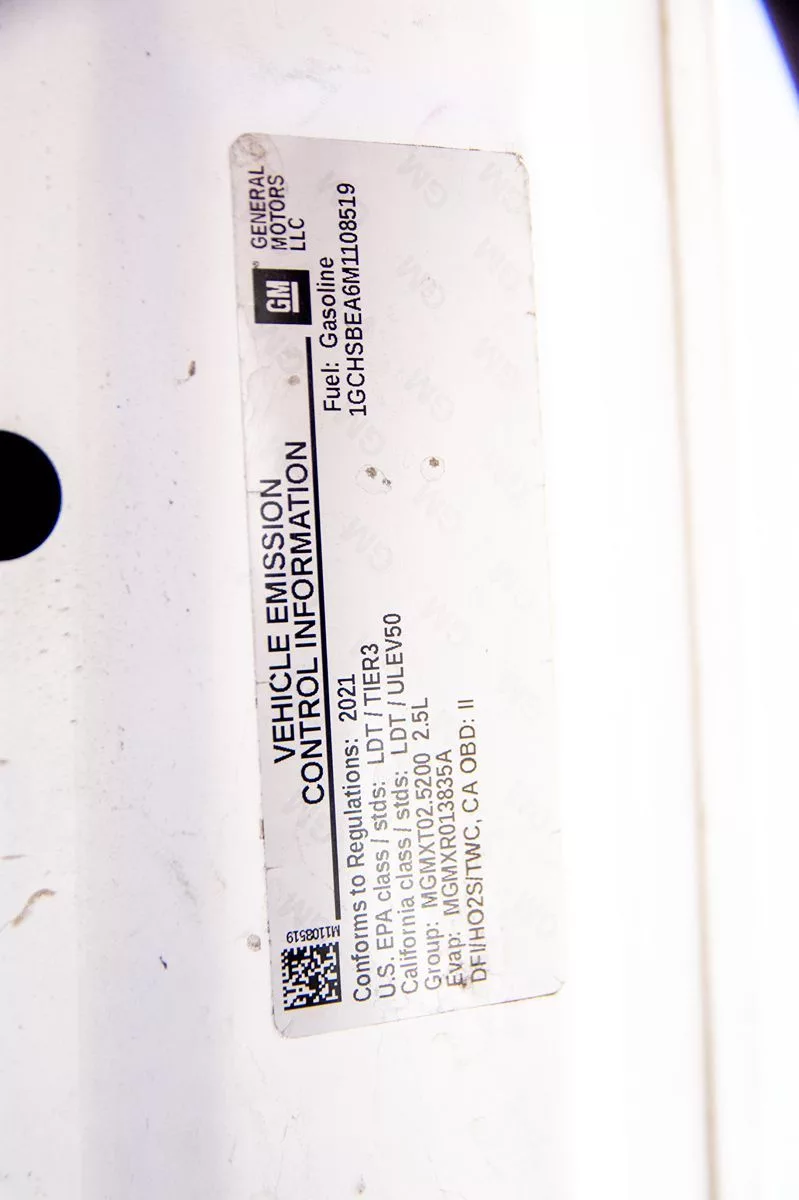 VEHICLE EMISSION
CONTROL INFORMATION
GM
GENERAL
MOTORS
LLC
M1108519
Fuel: Gasoline
1GCHSBEA6M1108519
Conforms to Regulations: 2021
U.S. EPA class / stds: LDT / TIER3
California class / stds: LDT / ULEV50
Group: MGMXT02.5200 2.5L
Evap: MGMXR013835A
DFI/HO2S/TWC, CA OBD: II